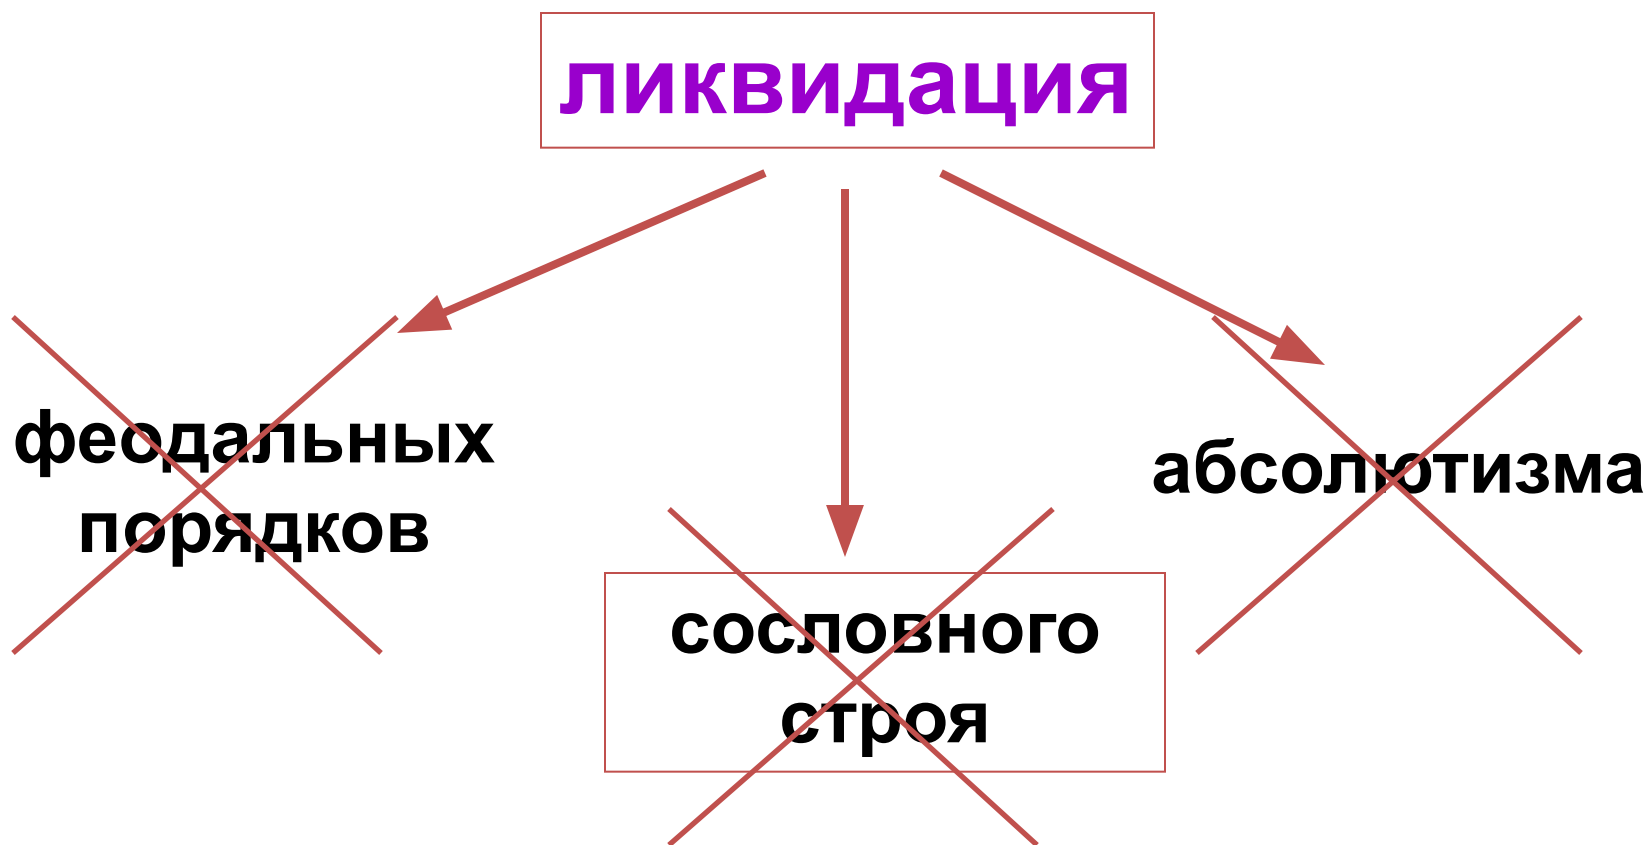 ликвидация
феодальных
порядков
абсолютизма
сословного
строя